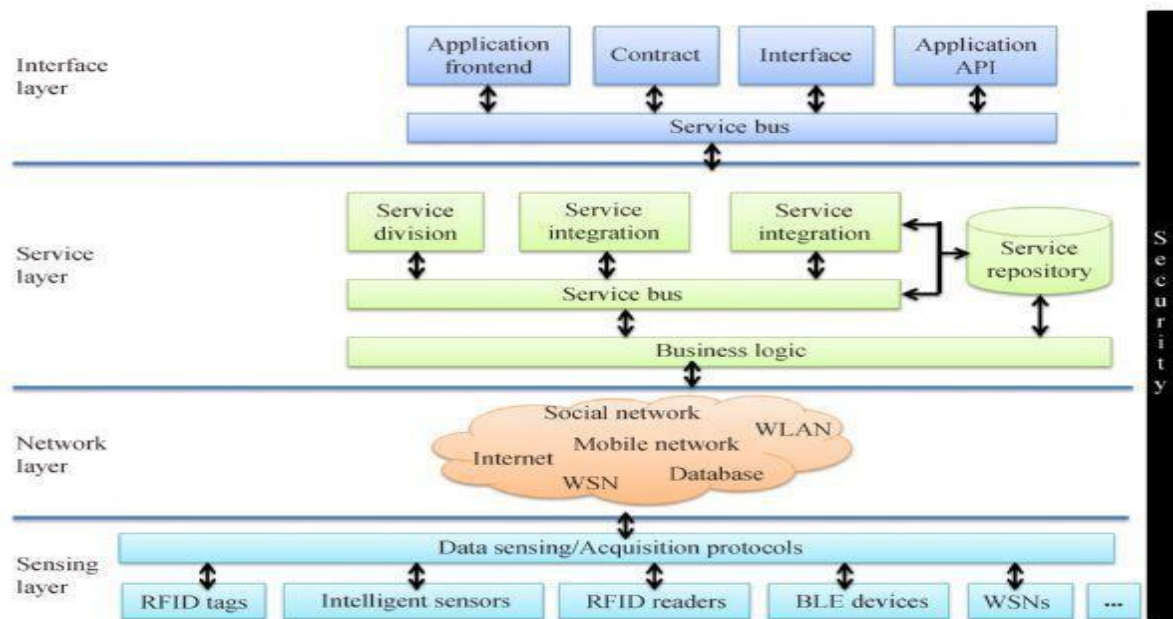 Interface
layer
Application
frontend
Contract
Interface
Application
API
Service bus
Service
layer
Service
division
Service
integration
Service
integration
Service
repository
Service bus
Business logic
Network
layer
Social network
WLAN
Mobile network
Internet
Database
WSN
Sensing
layer
Data sensing/Acquisition protocols
RFID tags
Intelligent sensors
RFID readers
BLE devices
WSNs
...
Security